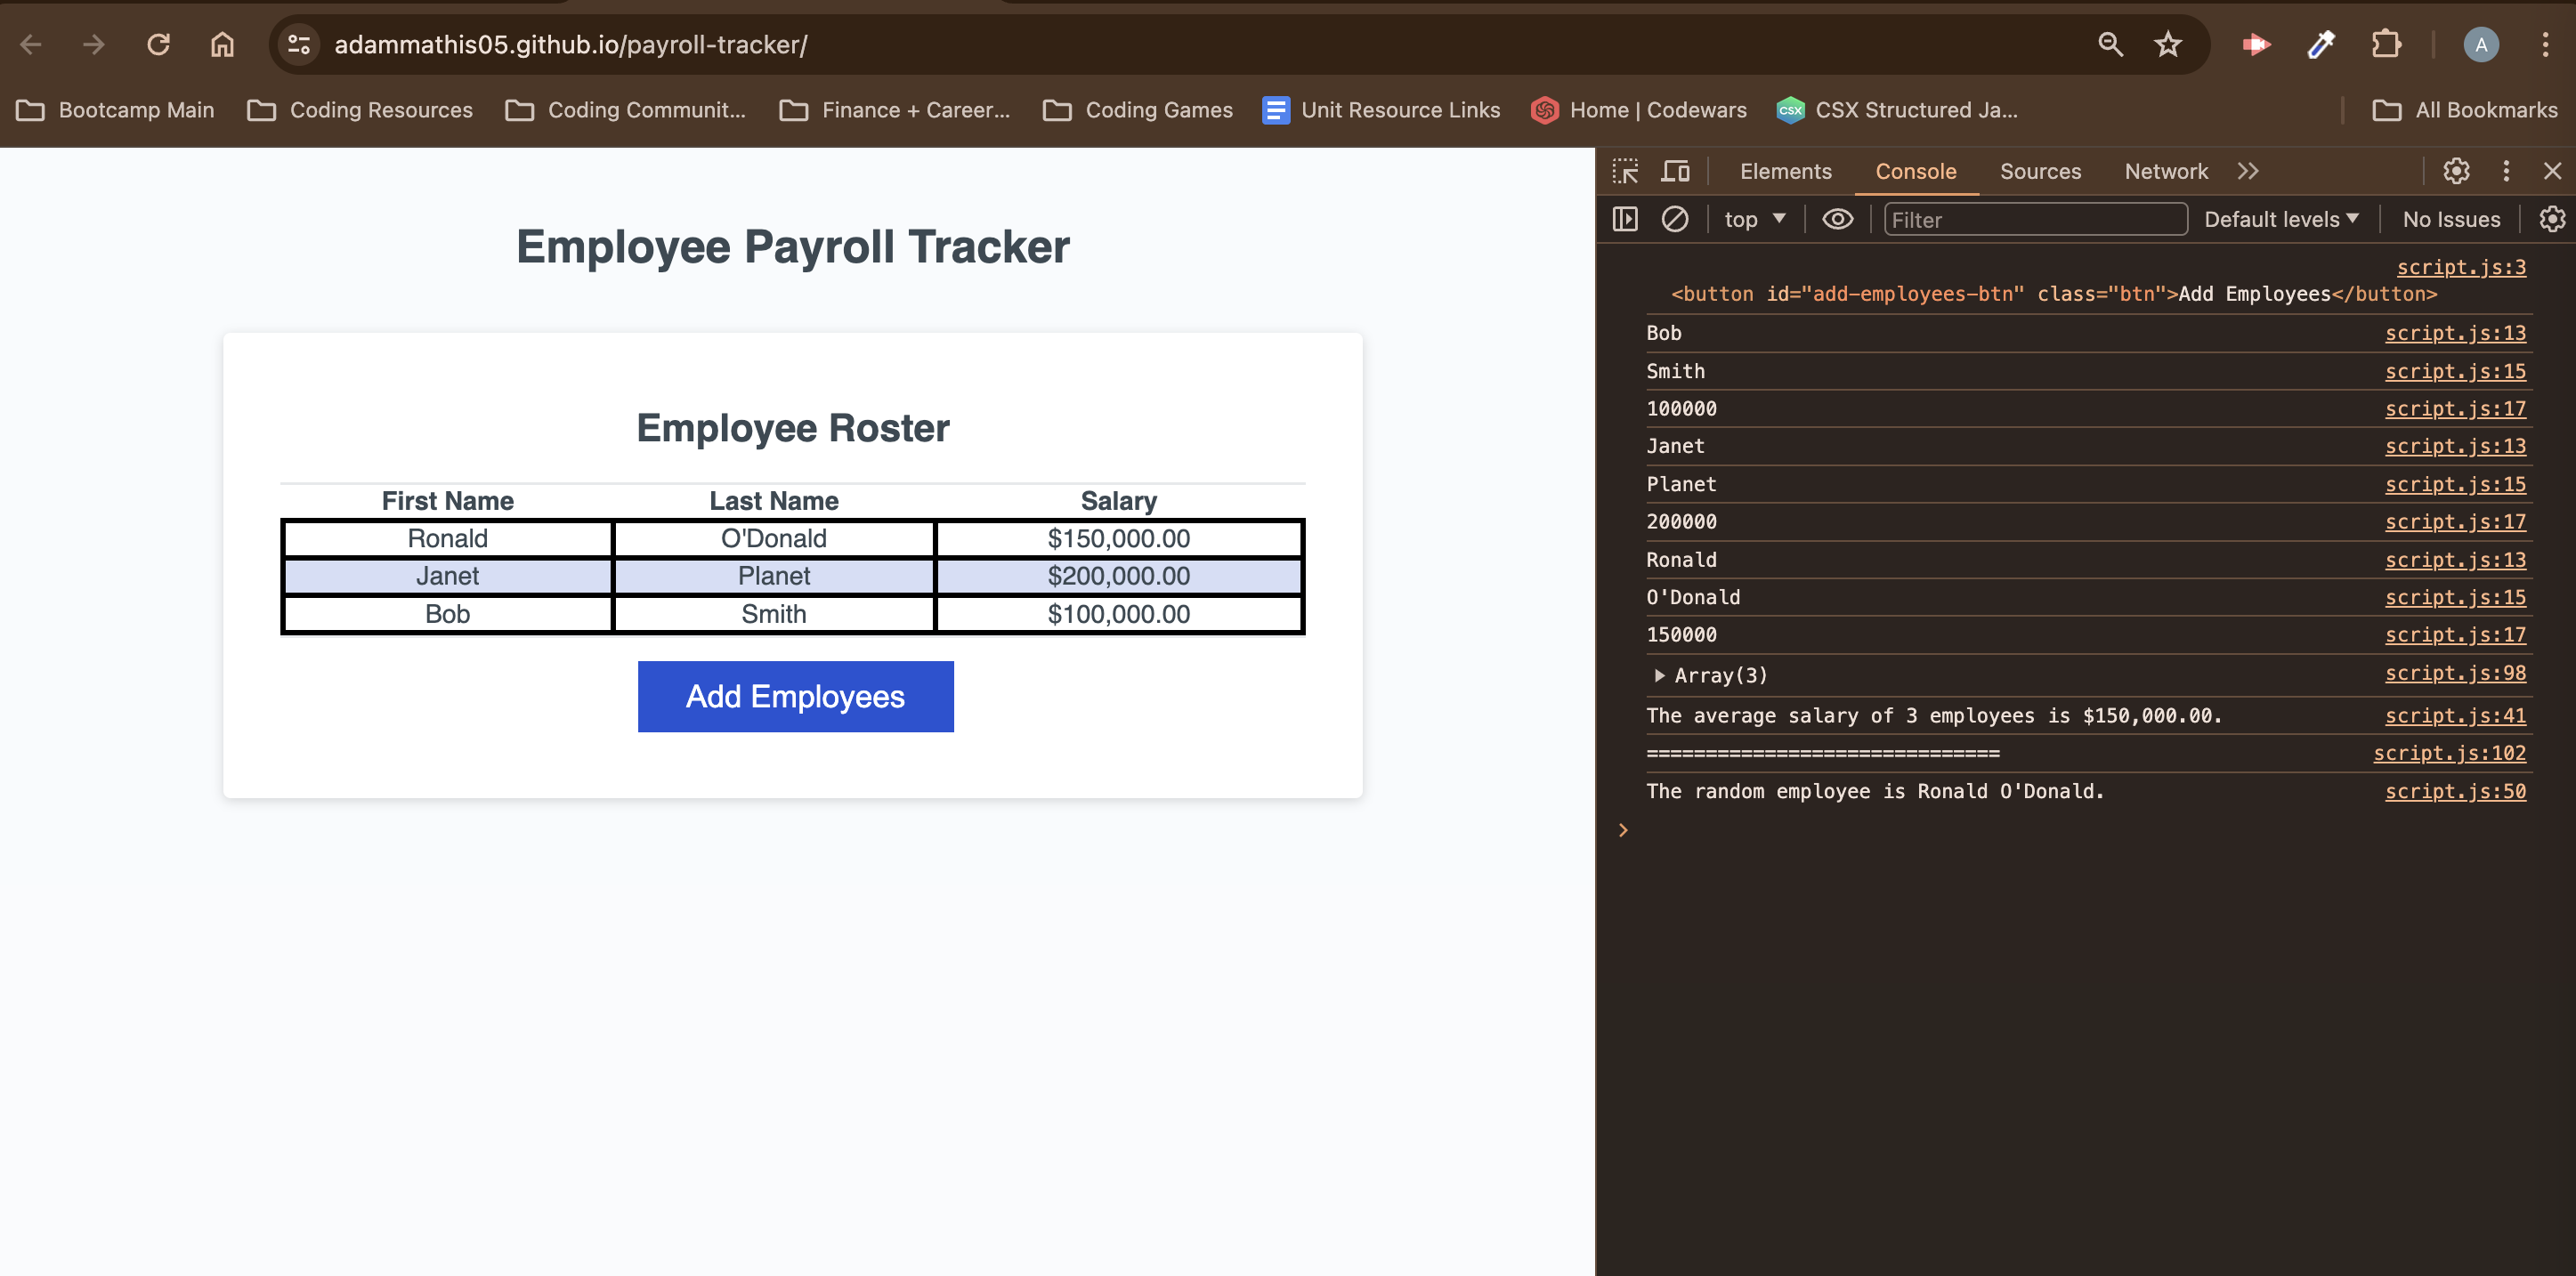 adammathis05.github.io/payroll-tracker/
A
Bootcamp Main Coding Resources Coding Communit... Finance + Career... Coding Games Unit Resource Links Home | Codewars CSX CSX Structured Ja... All Bookmarks
Employee Payroll Tracker
Employee Roster
First Name Last Name Salary
Ronald O'Donald $150,000.00
Janet Planet $200,000.00
Bob Smith $100,000.00
Add Employees
Elements Console Sources Network
top Filter Default levels No Issues
script.js:3
<button id="add-employees-btn" class="btn">Add Employees</button>
Bob script.js:13
Smith script.js:15
100000 script.js:17
Janet script.js:13
Planet script.js:15
200000 script.js:17
Ronald script.js:13
O'Donald script.js:15
150000 script.js:17
Array(3) script.js:98
The average salary of 3 employees is $150,000.00. script.js:41
============================== script.js:102
The random employee is Ronald O'Donald. script.js:50